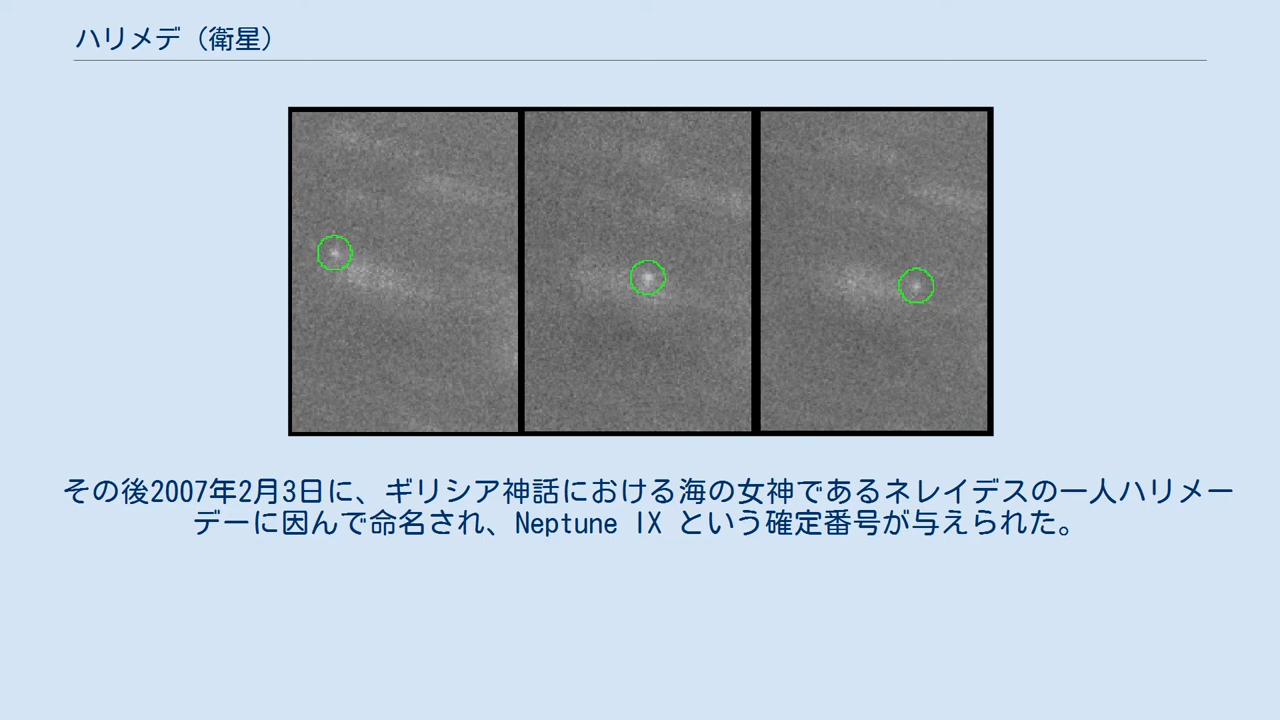 ハリメデ（衛星）
その後2007年2月3日に、ギリシア神話における海の女神であるネレイデスの一人ハリメー
デーに因んで命名され、Neptune IX という確定番号が与えられた。